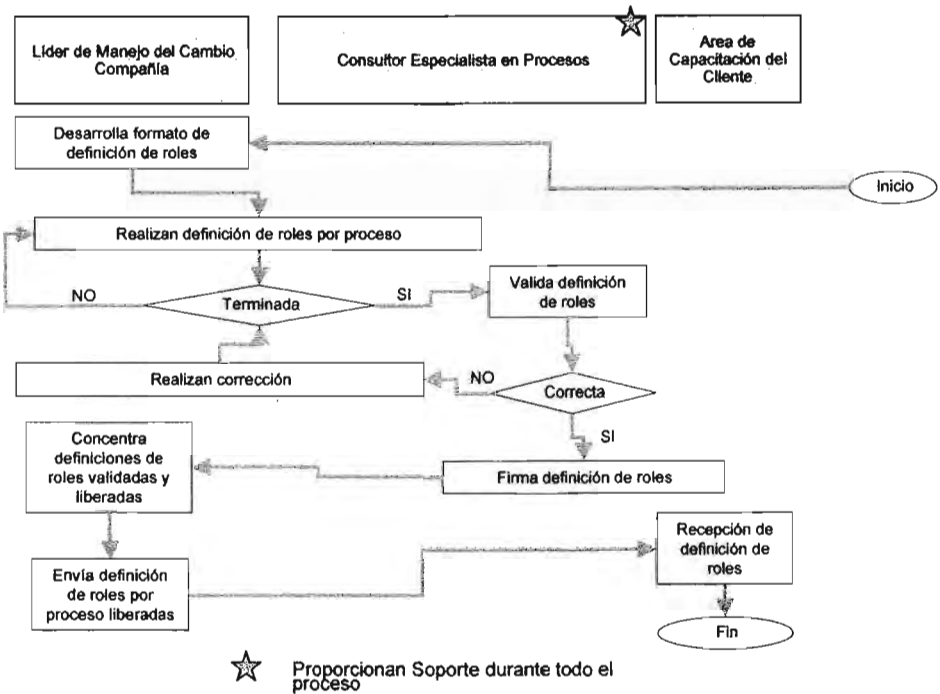 Líder de Manejo del Cambio
Compañía
Consultor Especialista en Procesos
Area de
Capacitación del
Cliente
Desarrolla formato de
definición de roles
Inicio
Realizan definición de roles por proceso
NO
Terminada
SI
Valida definición
de roles
Realizan corrección
NO
Correcta
SI
Concentra
definiciones de
roles validadas y
liberadas
Firma definición de roles
Recepción de
definición de
roles
Envía definición
de roles por
proceso liberadas
Fin
Proporcionan Soporte durante todo el
proceso